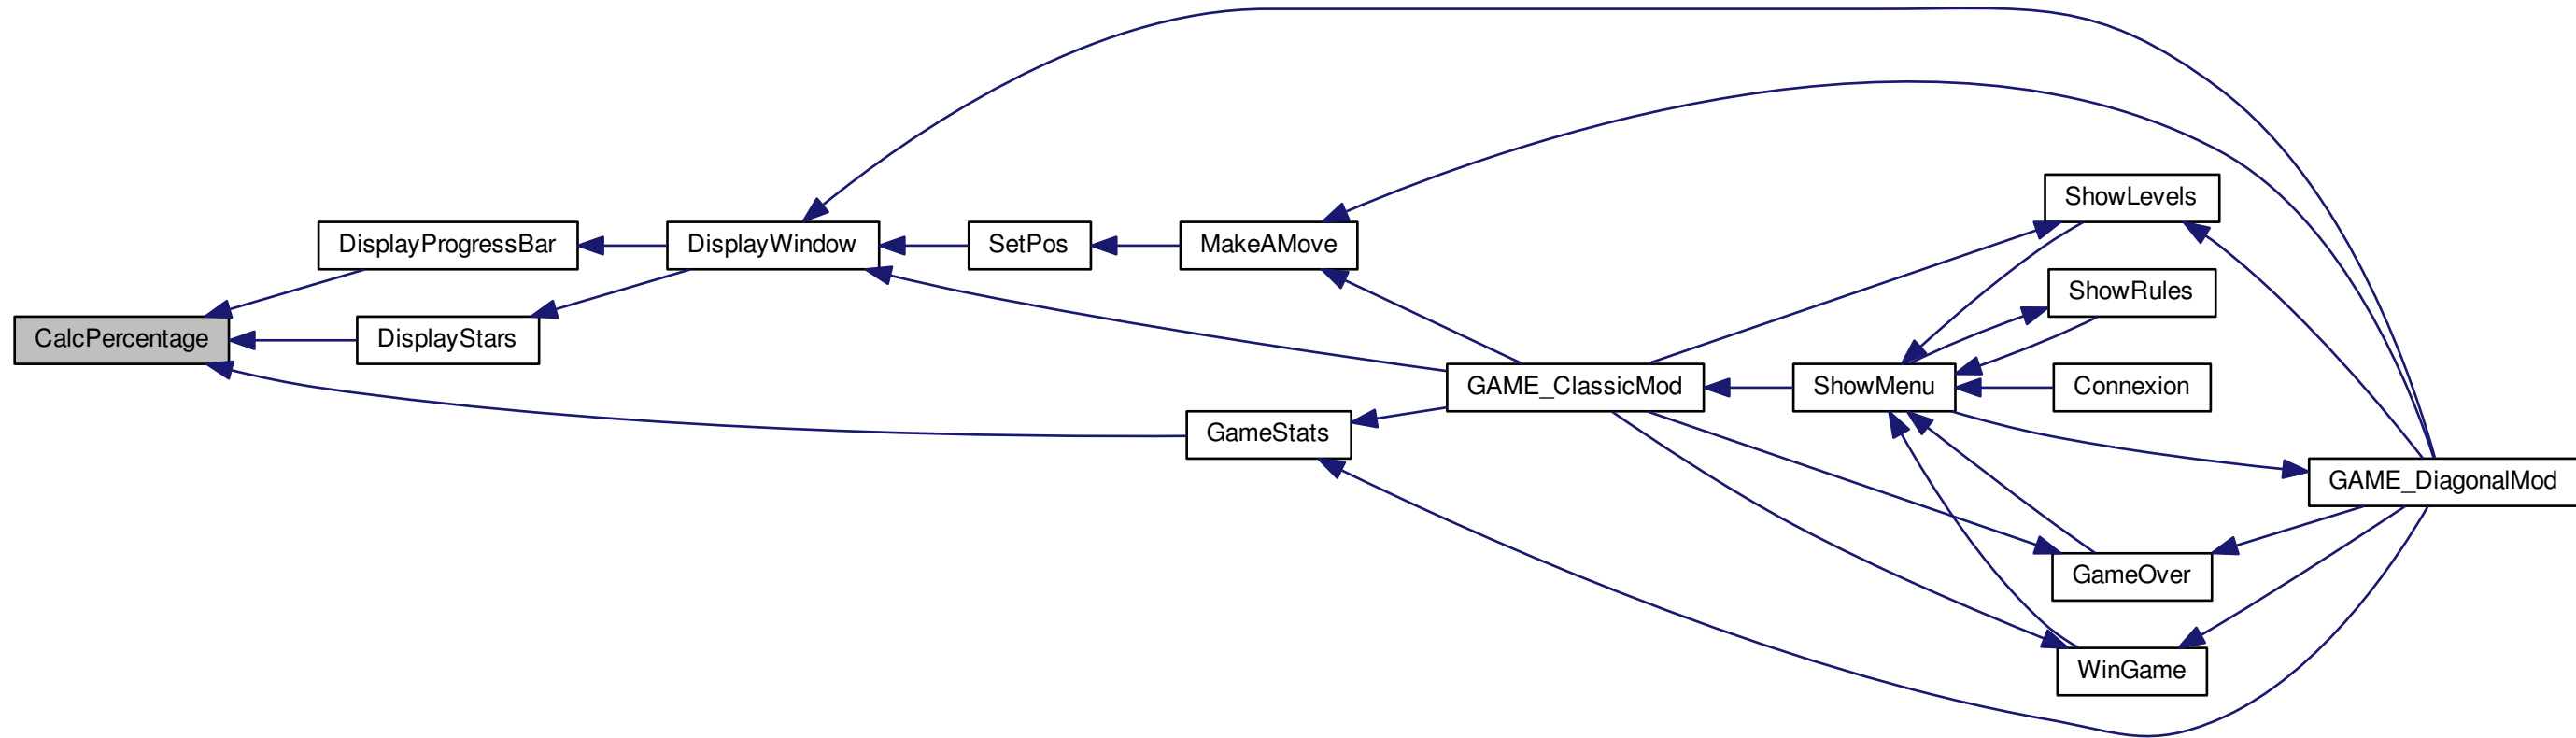 ShowLevels
DisplayProgressBar
DisplayWindow
SetPos
MakeAMove
ShowRules
CalcPercentage
DisplayStars
GAME_ClassicMod
ShowMenu
Connexion
GameStats
GAME_DiagonalMod
GameOver
WinGame